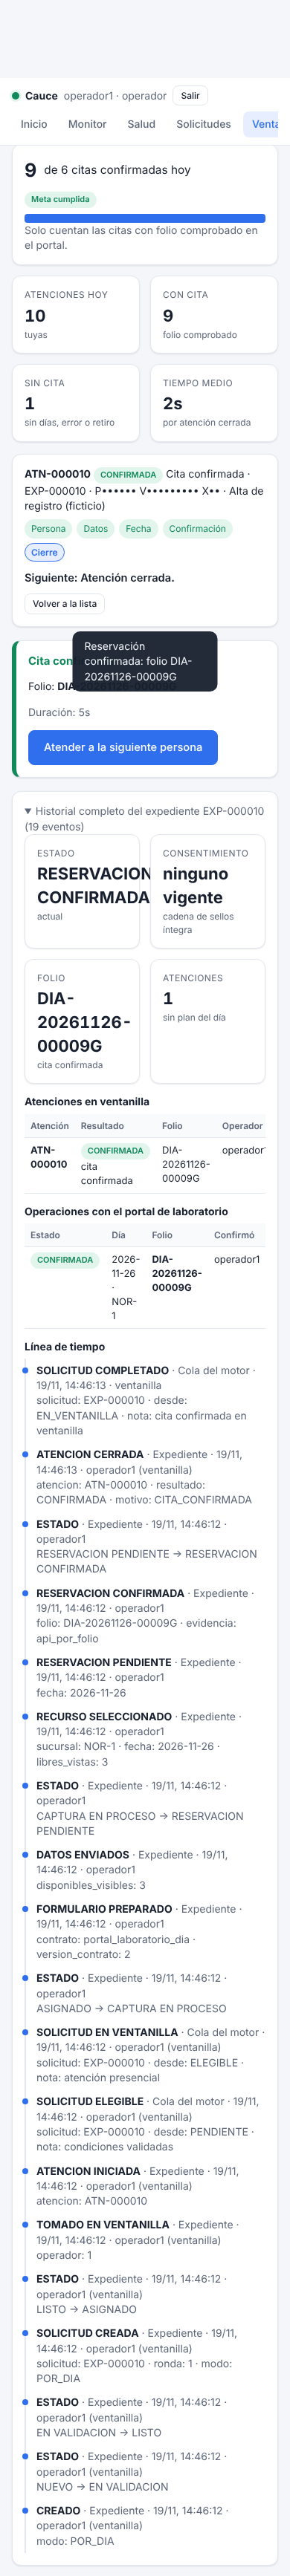 Cauce operador1 · operador Salir
Inicio Monitor Salud Solicitudes Venta
9 de 6 citas confirmadas hoy
Meta cumplida
Solo cuentan las citas con folio comprobado en
el portal.
ATENCIONES HOY
10
tuyas
CON CITA
9
folio comprobado
SIN CITA
1
sin días, error o retiro
TIEMPO MEDIO
2s
por atención cerrada
ATN-000010 CONFIRMADA Cita confirmada ·
EXP-000010 · P•••••• V••••••••• X•• · Alta de
registro (ficticio)
Persona Datos Fecha Confirmación
Cierre
Siguiente: Atención cerrada.
Volver a la lista
Reservación
confirmada: folio DIA-
20261126-00009G
Cita con
Folio: DIA
Duración: 5s
Atender a la siguiente persona
▼ Historial completo del expediente EXP-000010
(19 eventos)
ESTADO
RESERVACION
CONFIRMADA
actual
CONSENTIMIENTO
ninguno
vigente
cadena de sellos
integra
FOLIO
DIA-
20261126-
00009G
cita confirmada
ATENCIONES
1
sin plan del día
Atenciones en ventanilla
Atención Resultado Folio Operador
ATN-
000010
CONFIRMADA
cita
confirmada
DIA-
20261126-
00009G
operador1
Operaciones con el portal de laboratorio
Estado Día Folio Confirmó
CONFIRMADA
2026-
11-26
·
NOR-
1
DIA-
20261126-
00009G
operador1
Línea de tiempo
SOLICITUD COMPLETADO · Cola del motor ·
19/11, 14:46:13 · ventanilla
solicitud: EXP-000010 · desde:
EN_VENTANILLA · nota: cita confirmada en
ventanilla
ATENCION CERRADA · Expediente · 19/11,
14:46:13 · operador1 (ventanilla)
atencion: ATN-000010 · resultado:
CONFIRMADA · motivo: CITA_CONFIRMADA
ESTADO · Expediente · 19/11, 14:46:12 ·
operador1
RESERVACION PENDIENTE → RESERVACION
CONFIRMADA
RESERVACION CONFIRMADA · Expediente ·
19/11, 14:46:12 · operador1
folio: DIA-20261126-00009G · evidencia:
api_por_folio
RESERVACION PENDIENTE · Expediente ·
19/11, 14:46:12 · operador1
fecha: 2026-11-26
RECURSO SELECCIONADO · Expediente ·
19/11, 14:46:12 · operador1
sucursal: NOR-1 · fecha: 2026-11-26 ·
libres_vistas: 3
ESTADO · Expediente · 19/11, 14:46:12 ·
operador1
CAPTURA EN PROCESO → RESERVACION
PENDIENTE
DATOS ENVIADOS · Expediente · 19/11,
14:46:12 · operador1
disponibles_visibles: 3
FORMULARIO PREPARADO · Expediente ·
19/11, 14:46:12 · operador1
contrato: portal_laboratorio_dia ·
version_contrato: 2
ESTADO · Expediente · 19/11, 14:46:12 ·
operador1
ASIGNADO → CAPTURA EN PROCESO
SOLICITUD EN VENTANILLA · Cola del motor ·
19/11, 14:46:12 · operador1 (ventanilla)
solicitud: EXP-000010 · desde: ELEGIBLE ·
nota: atención presencial
SOLICITUD ELEGIBLE · Cola del motor · 19/11,
14:46:12 · operador1 (ventanilla)
solicitud: EXP-000010 · desde: PENDIENTE ·
nota: condiciones validadas
ATENCION INICIADA · Expediente · 19/11,
14:46:12 · operador1 (ventanilla)
atencion: ATN-000010
TOMADO EN VENTANILLA · Expediente ·
19/11, 14:46:12 · operador1 (ventanilla)
operador: 1
ESTADO · Expediente · 19/11, 14:46:12 ·
operador1 (ventanilla)
LISTO → ASIGNADO
SOLICITUD CREADA · Expediente · 19/11,
14:46:12 · operador1 (ventanilla)
solicitud: EXP-000010 · ronda: 1 · modo:
POR_DIA
ESTADO · Expediente · 19/11, 14:46:12 ·
operador1 (ventanilla)
EN VALIDACION → LISTO
ESTADO · Expediente · 19/11, 14:46:12 ·
operador1 (ventanilla)
NUEVO → EN VALIDACION
CREADO · Expediente · 19/11, 14:46:12 ·
operador1 (ventanilla)
modo: POR_DIA